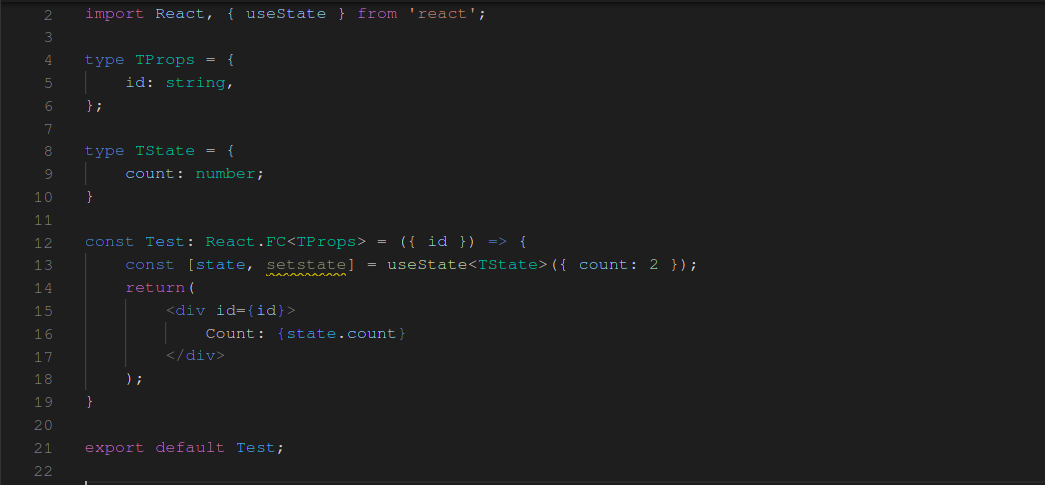 2 import React, { useState } from 'react';
3
4 type TProps = {
5 id: string,
6 };
7
8 type TState = {
9 count: number;
10 }
11
12 const Test: React.FC<TProps> = ({ id }) => {
13 const [state, setstate] = useState<TState>({ count: 2 });
14 return(
15 <div id={id}>
16 Count: {state.count}
17 </div>
18 );
19 }
20
21 export default Test;
22